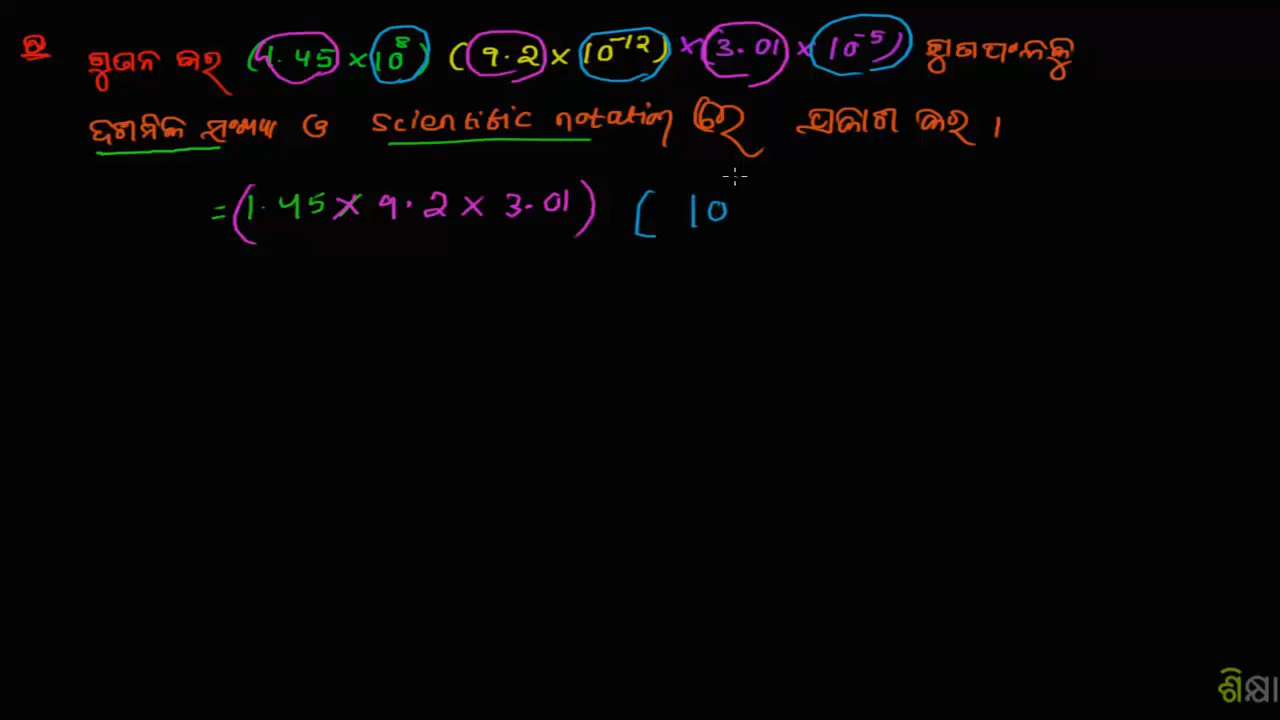 ପ୍ର ଗୁଣନ କର (1.45 × 10⁸) (9.2 × 10⁻¹²) × (3.01 × 10⁻⁵) ଗୁଣଫଳକୁ
ଦଶମିକ ସଂଖ୍ୟା ଓ scientific notation ରେ ପ୍ରକାଶ କର ।
= (1.45 × 9.2 × 3.01) ( 10
ଶିକ୍ଷା